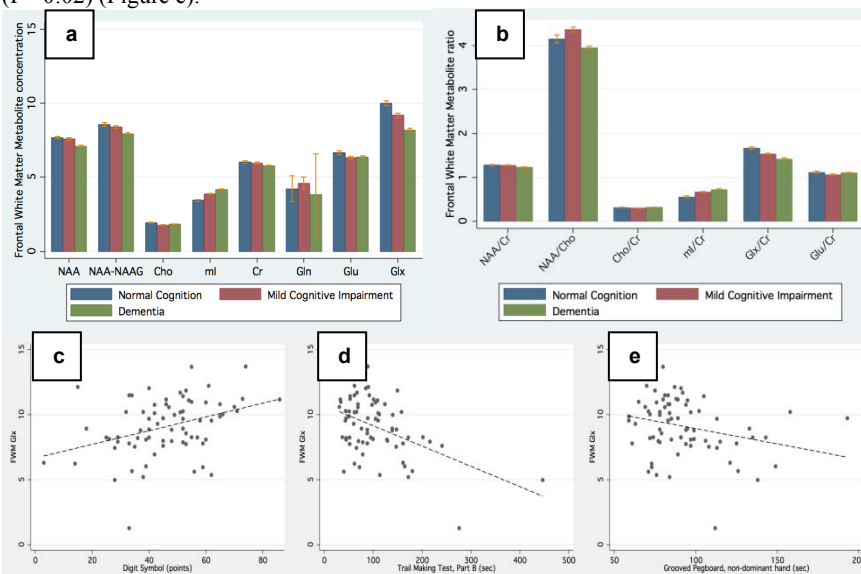 (Figure e).
a
b
Frontal White Matter Metabolite concentration
15
10
5
0
NAA NAA-NAAG Cho mI Cr Gln Glu Glx
Normal Cognition Mild Cognitive Impairment
Dementia
Frontal White Matter Metabolite ratio
4
3
2
1
0
NAA/Cr NAA/Cho Cho/Cr mI/Cr Glx/Cr Glu/Cr
Normal Cognition Mild Cognitive Impairment
Dementia
c
FWM Glx
15
10
5
0
0 20 40 60 80
Digit Symbol (points)
d
FWM Glx
15
10
5
0
0 100 200 300 400 500
Trail Making Test, Part B (sec)
e
FWM Glx
15
10
5
0
50 100 150
Grooved Pegboard, non-dominant hand (sec)